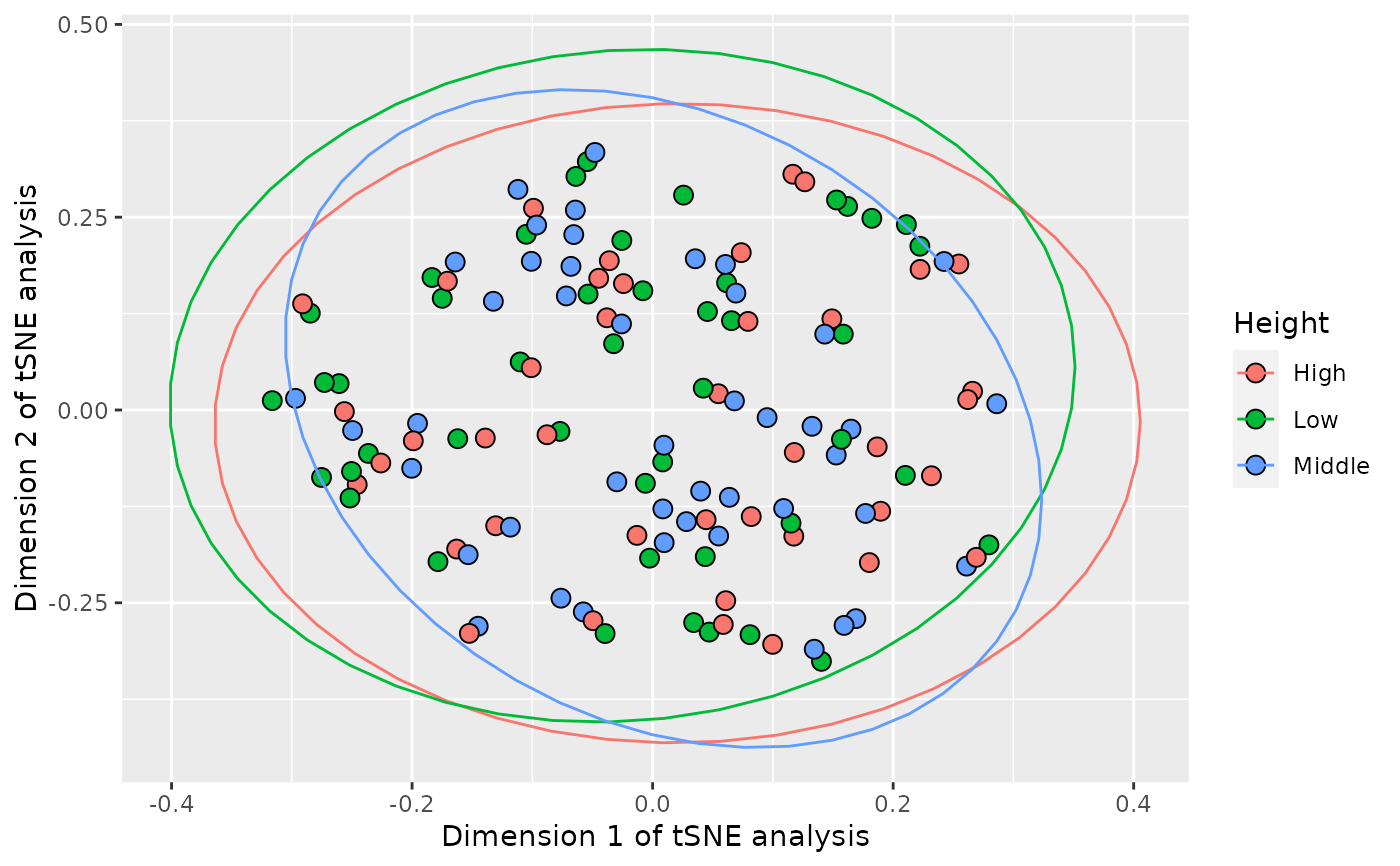 0.50
0.25
0.00
-0.25
Dimension 2 of tSNE analysis
-0.4
-0.2
0.0
0.2
0.4
Dimension 1 of tSNE analysis
Height
High
Low
Middle